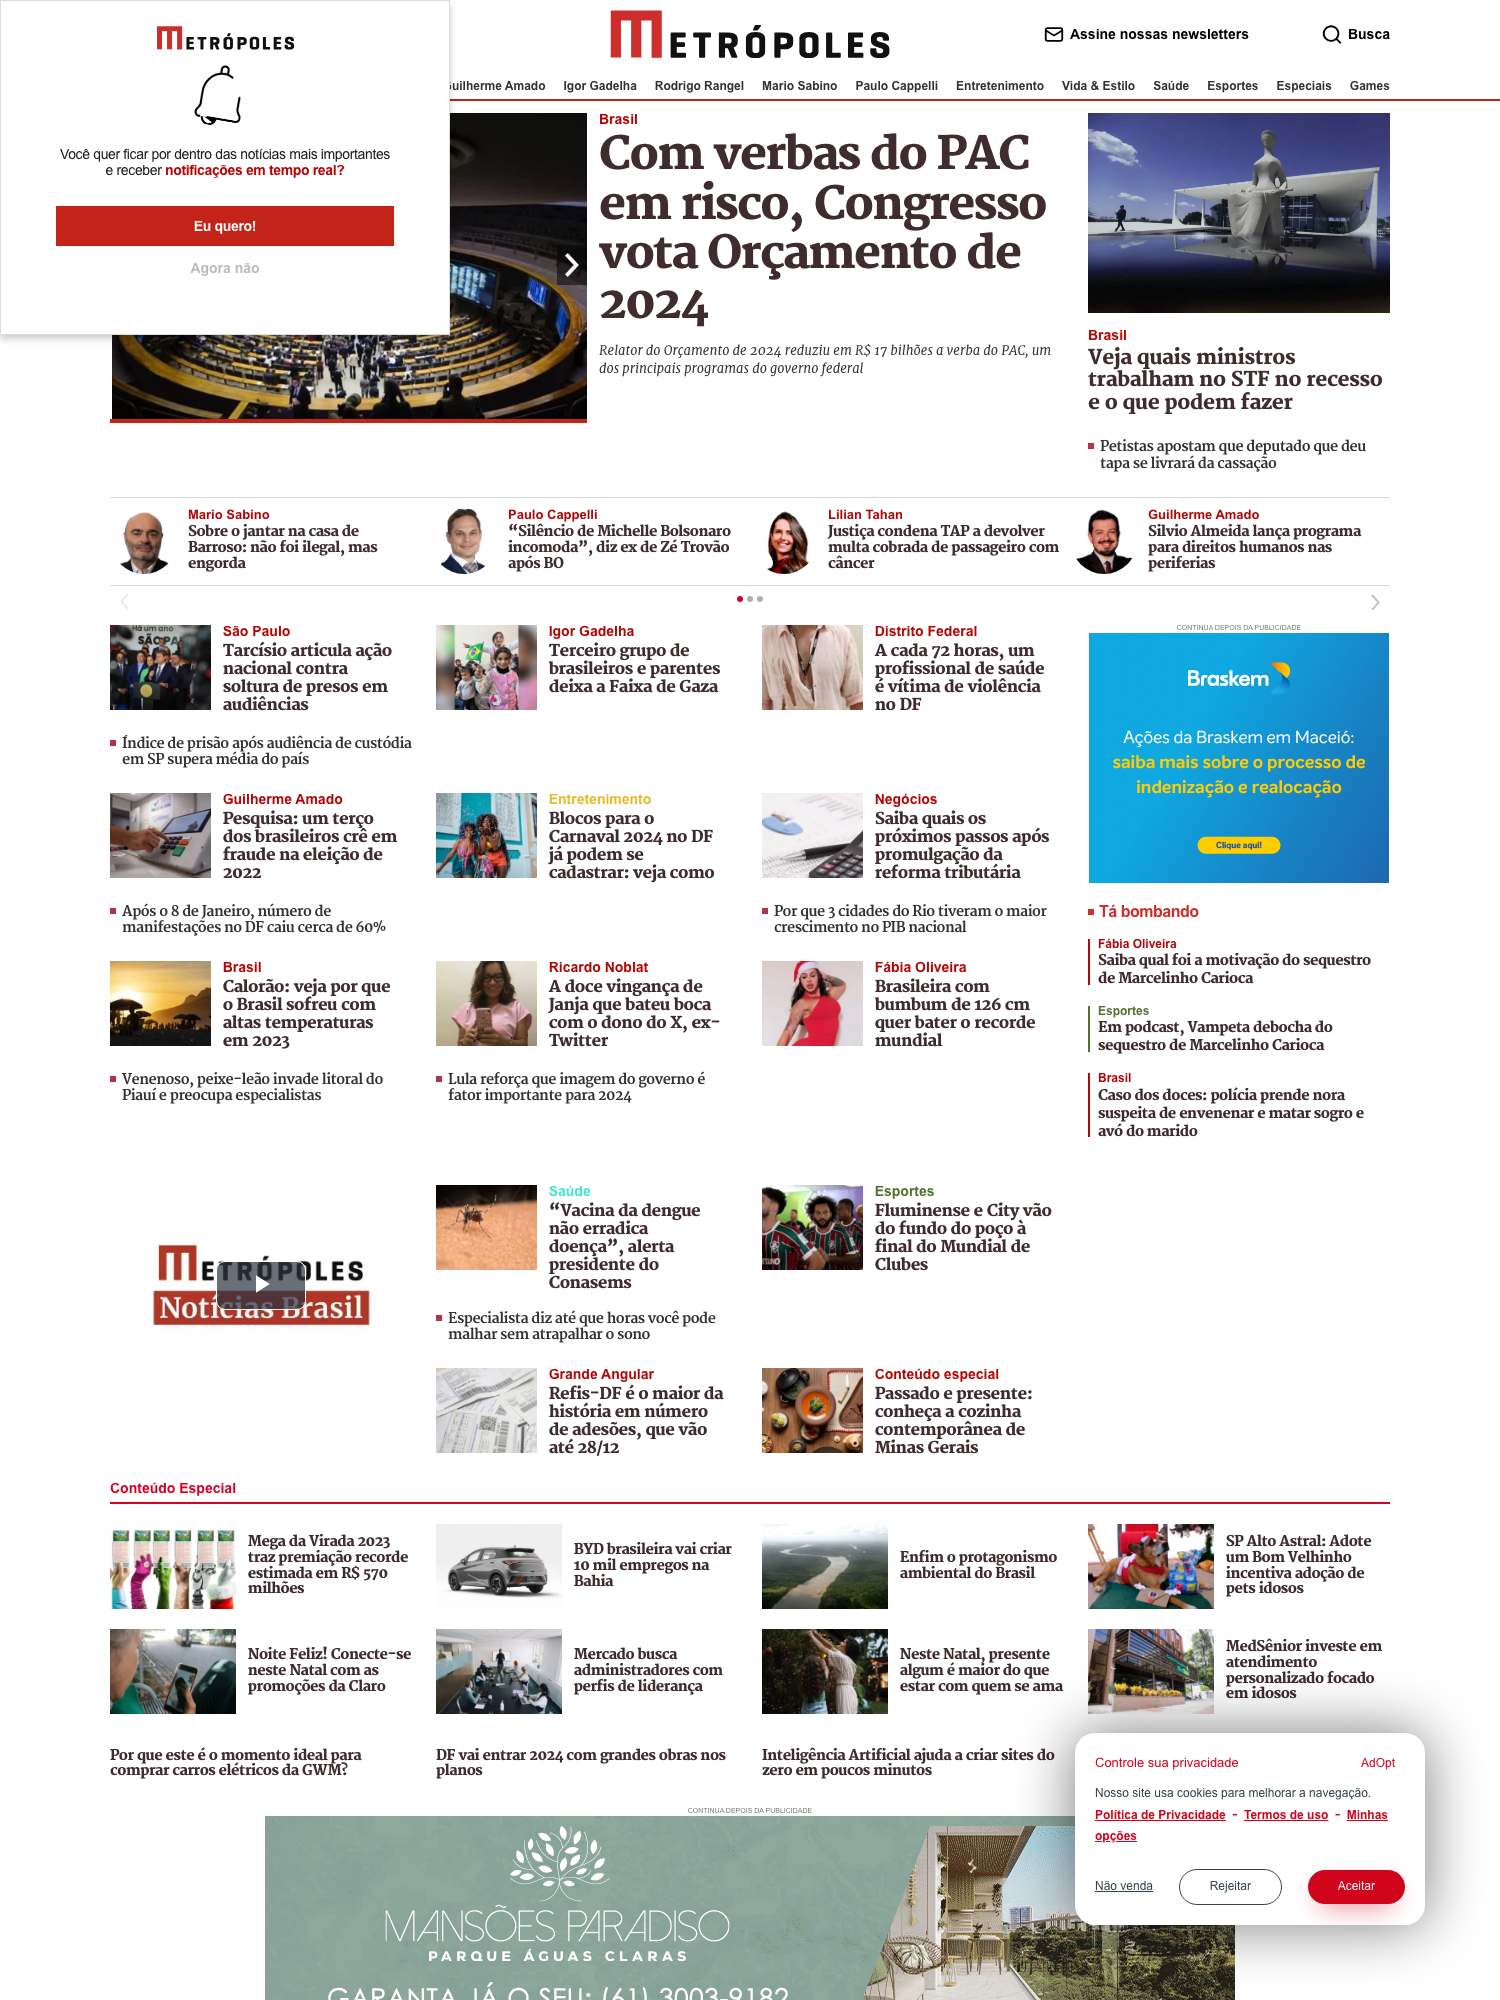 METRÓPOLES
Você quer ficar por dentro das notícias mais importantes
e receber notificações em tempo real?
Eu quero!
Agora não
METRÓPOLES
Assine nossas newsletters
Busca
Guilherme Amado Igor Gadelha Rodrigo Rangel Mario Sabino Paulo Cappelli Entretenimento Vida & Estilo Saúde Esportes Especiais Games
Brasil
Com verbas do PAC
em risco, Congresso
vota Orçamento de
2024
Relator do Orçamento de 2024 reduziu em R$ 17 bilhões a verba do PAC, um
dos principais programas do governo federal
Brasil
Veja quais ministros
trabalham no STF no recesso
e o que podem fazer
Petistas apostam que deputado que deu
tapa se livrará da cassação
Mario Sabino
Sobre o jantar na casa de
Barroso: não foi ilegal, mas
engorda
Paulo Cappelli
“Silêncio de Michelle Bolsonaro
incomoda”, diz ex de Zé Trovão
após BO
Lilian Tahan
Justiça condena TAP a devolver
multa cobrada de passageiro com
câncer
Guilherme Amado
Silvio Almeida lança programa
para direitos humanos nas
periferias
São Paulo
Tarcísio articula ação
nacional contra
soltura de presos em
audiências
Índice de prisão após audiência de custódia
em SP supera média do país
Igor Gadelha
Terceiro grupo de
brasileiros e parentes
deixa a Faixa de Gaza
Distrito Federal
A cada 72 horas, um
profissional de saúde
é vítima de violência
no DF
CONTINUA DEPOIS DA PUBLICIDADE
Braskem
Ações da Braskem em Maceió:
saiba mais sobre o processo de
indenização e realocação
Clique aqui!
Guilherme Amado
Pesquisa: um terço
dos brasileiros crê em
fraude na eleição de
2022
Após o 8 de Janeiro, número de
manifestações no DF caiu cerca de 60%
Entretenimento
Blocos para o
Carnaval 2024 no DF
já podem se
cadastrar: veja como
Negócios
Saiba quais os
próximos passos após
promulgação da
reforma tributária
Por que 3 cidades do Rio tiveram o maior
crescimento no PIB nacional
Tá bombando
Fábia Oliveira
Saiba qual foi a motivação do sequestro
de Marcelinho Carioca
Esportes
Em podcast, Vampeta debocha do
sequestro de Marcelinho Carioca
Brasil
Caso dos doces: polícia prende nora
suspeita de envenenar e matar sogro e
avó do marido
Brasil
Calorão: veja por que
o Brasil sofreu com
altas temperaturas
em 2023
Venenoso, peixe-leão invade litoral do
Piauí e preocupa especialistas
Ricardo Noblat
A doce vingança de
Janja que bateu boca
com o dono do X, ex-
Twitter
Lula reforça que imagem do governo é
fator importante para 2024
Fábia Oliveira
Brasileira com
bumbum de 126 cm
quer bater o recorde
mundial
METRÓPOLES
Notícias Brasil
Saúde
“Vacina da dengue
não erradica
doença”, alerta
presidente do
Conasems
Especialista diz até que horas você pode
malhar sem atrapalhar o sono
Esportes
Fluminense e City vão
do fundo do poço à
final do Mundial de
Clubes
Grande Angular
Refis-DF é o maior da
história em número
de adesões, que vão
até 28/12
Conteúdo especial
Passado e presente:
conheça a cozinha
contemporânea de
Minas Gerais
Conteúdo Especial
Mega da Virada 2023
traz premiação recorde
estimada em R$ 570
milhões
BYD brasileira vai criar
10 mil empregos na
Bahia
Enfim o protagonismo
ambiental do Brasil
SP Alto Astral: Adote
um Bom Velhinho
incentiva adoção de
pets idosos
Noite Feliz! Conecte-se
neste Natal com as
promoções da Claro
Mercado busca
administradores com
perfis de liderança
Neste Natal, presente
algum é maior do que
estar com quem se ama
MedSênior investe em
atendimento
personalizado focado
em idosos
Por que este é o momento ideal para
comprar carros elétricos da GWM?
DF vai entrar 2024 com grandes obras nos
planos
Inteligência Artificial ajuda a criar sites do
zero em poucos minutos
Controle sua privacidade
AdOpt
Nosso site usa cookies para melhorar a navegação.
Política de Privacidade - Termos de uso - Minhas
opções
Não venda
Rejeitar
Aceitar
CONTINUA DEPOIS DA PUBLICIDADE
MANSÕES PARADISO
PARQUE ÁGUAS CLARAS
GARANTA JÁ O SEU: (61) 3003-9182